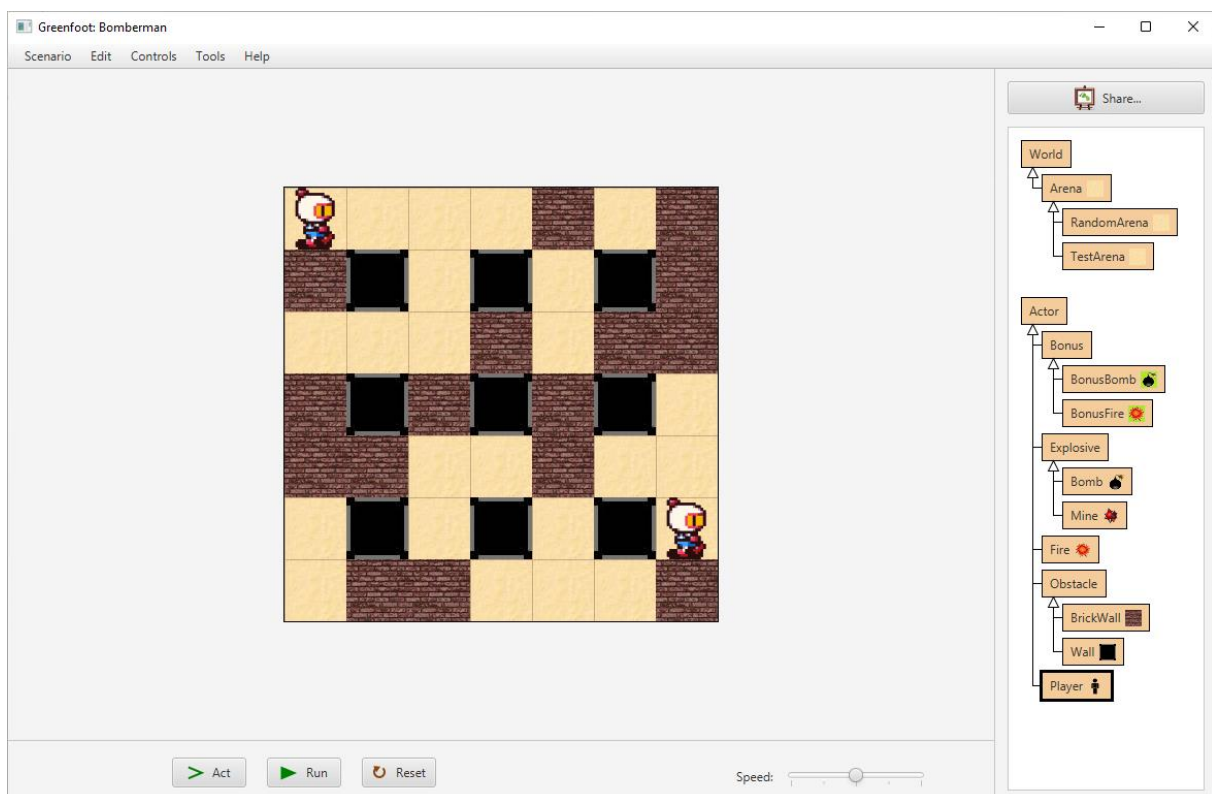 Greenfoot: Bomberman
Scenario Edit Controls Tools Help
Share...
World
Arena
RandomArena
TestArena
Actor
Bonus
BonusBomb
BonusFire
Explosive
Bomb
Mine
Fire
Obstacle
BrickWall
Wall
Player
Act Run Reset Speed: